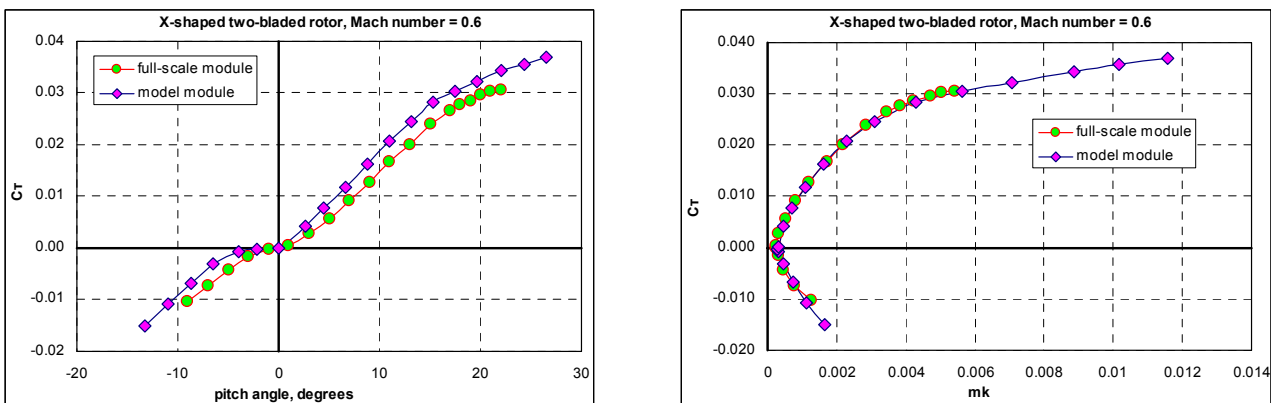 X-shaped two-bladed rotor, Mach number = 0.6
0.04
0.03
0.02
0.01
0.00
-0.01
-0.02
Cт
full-scale module
model module
-20
-10
0
10
20
30
pitch angle, degrees
X-shaped two-bladed rotor, Mach number = 0.6
0.040
0.030
0.020
0.010
0.000
-0.010
-0.020
Cт
full-scale module
model module
0
0.002
0.004
0.006
0.008
0.01
0.012
0.014
mk